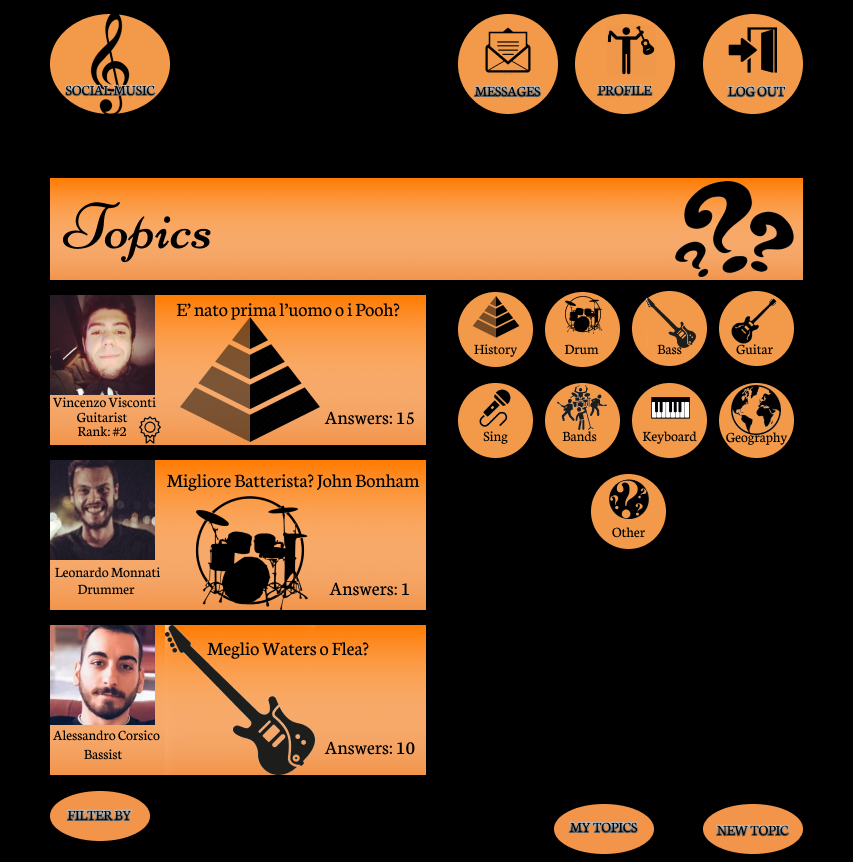 SOCIAL MUSIC
MESSAGES
PROFILE
LOG OUT
Topics
E' nato prima l'uomo o i Pooh?
Vincenzo Visconti
Guitarist
Rank: #2
Answers: 15
Migliore Batterista? John Bonham
Leonardo Monnati
Drummer
Answers: 1
Meglio Waters o Flea?
Alessandro Corsico
Bassist
Answers: 10
History
Drum
Bass
Guitar
Sing
Bands
Keyboard
Geography
Other
FILTER BY
MY TOPICS
NEW TOPIC